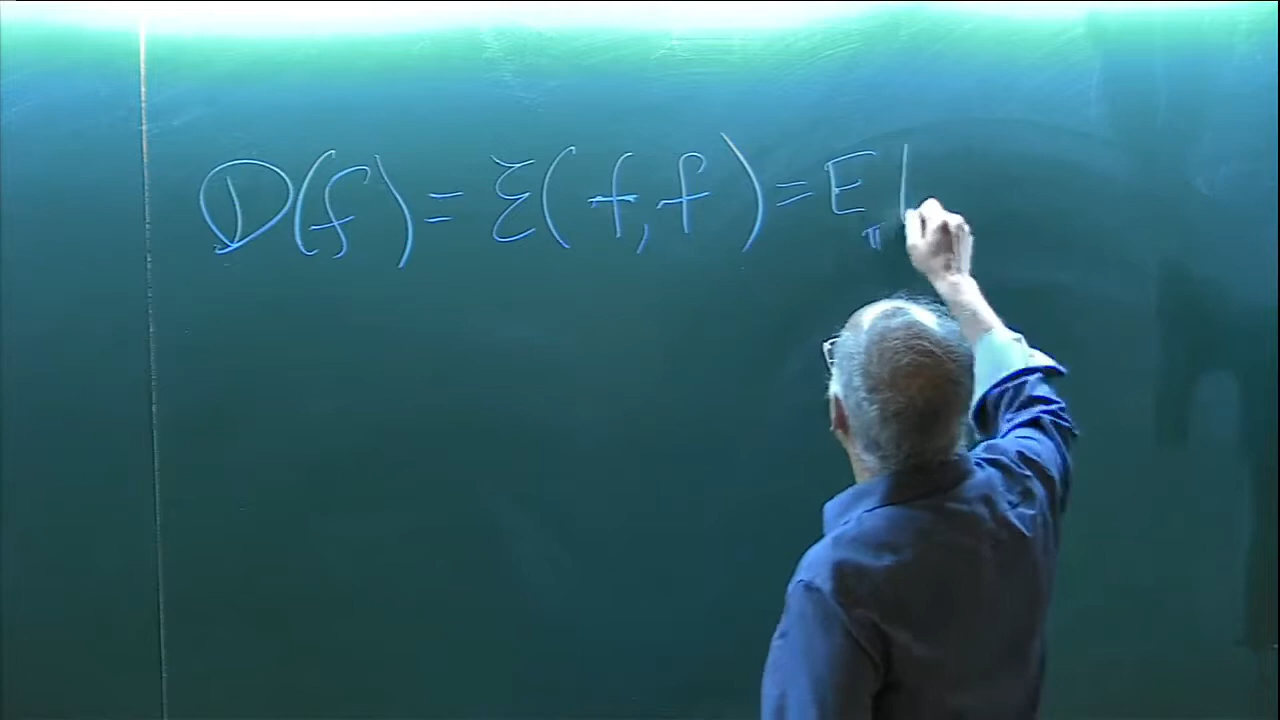 D(f) = Ɛ(f, f) = E_π |